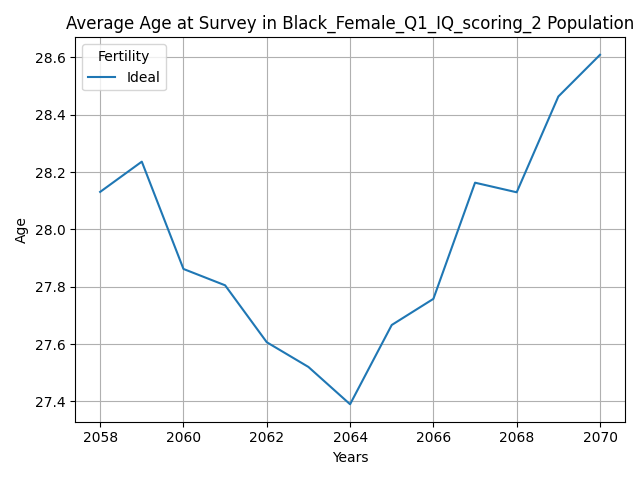 Average Age at Survey in Black_Female_Q1_IQ_scoring_2 Population
Fertility
Ideal
28.6
28.4
28.2
28.0
27.8
27.6
27.4
Age
2058 2060 2062 2064 2066 2068 2070
Years